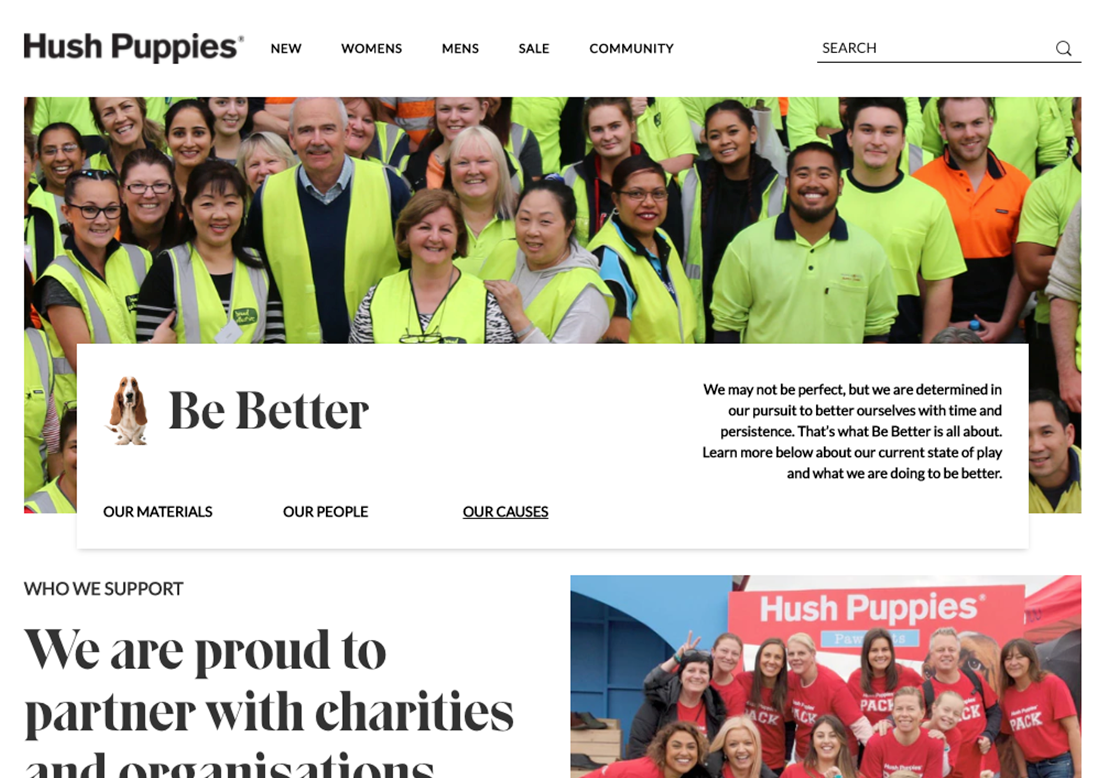 Hush Puppies®
NEW WOMENS MENS SALE COMMUNITY
SEARCH
Be Better
We may not be perfect, but we are determined in
our pursuit to better ourselves with time and
persistence. That's what Be Better is all about.
Learn more below about our current state of play
and what we are doing to be better.
OUR MATERIALS OUR PEOPLE OUR CAUSES
WHO WE SUPPORT
We are proud to
partner with charities
and organisations
Hush Puppies®
PACK
PACK
PACK
PACK
PACK